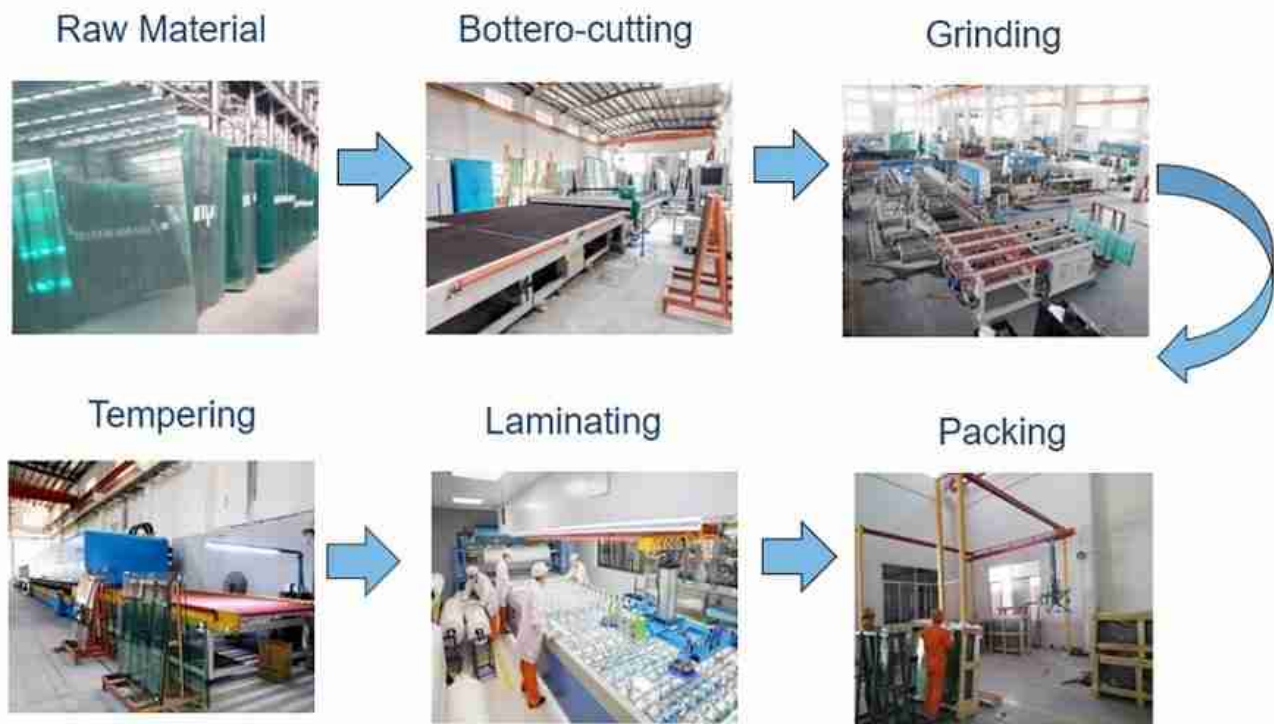 Raw Material
Bottero-cutting
Grinding
Tempering
Laminating
Packing